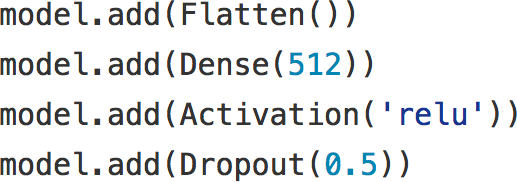 model.add(Flatten())
model.add(Dense(512))
model.add(Activation('relu'))
model.add(Dropout(0.5))